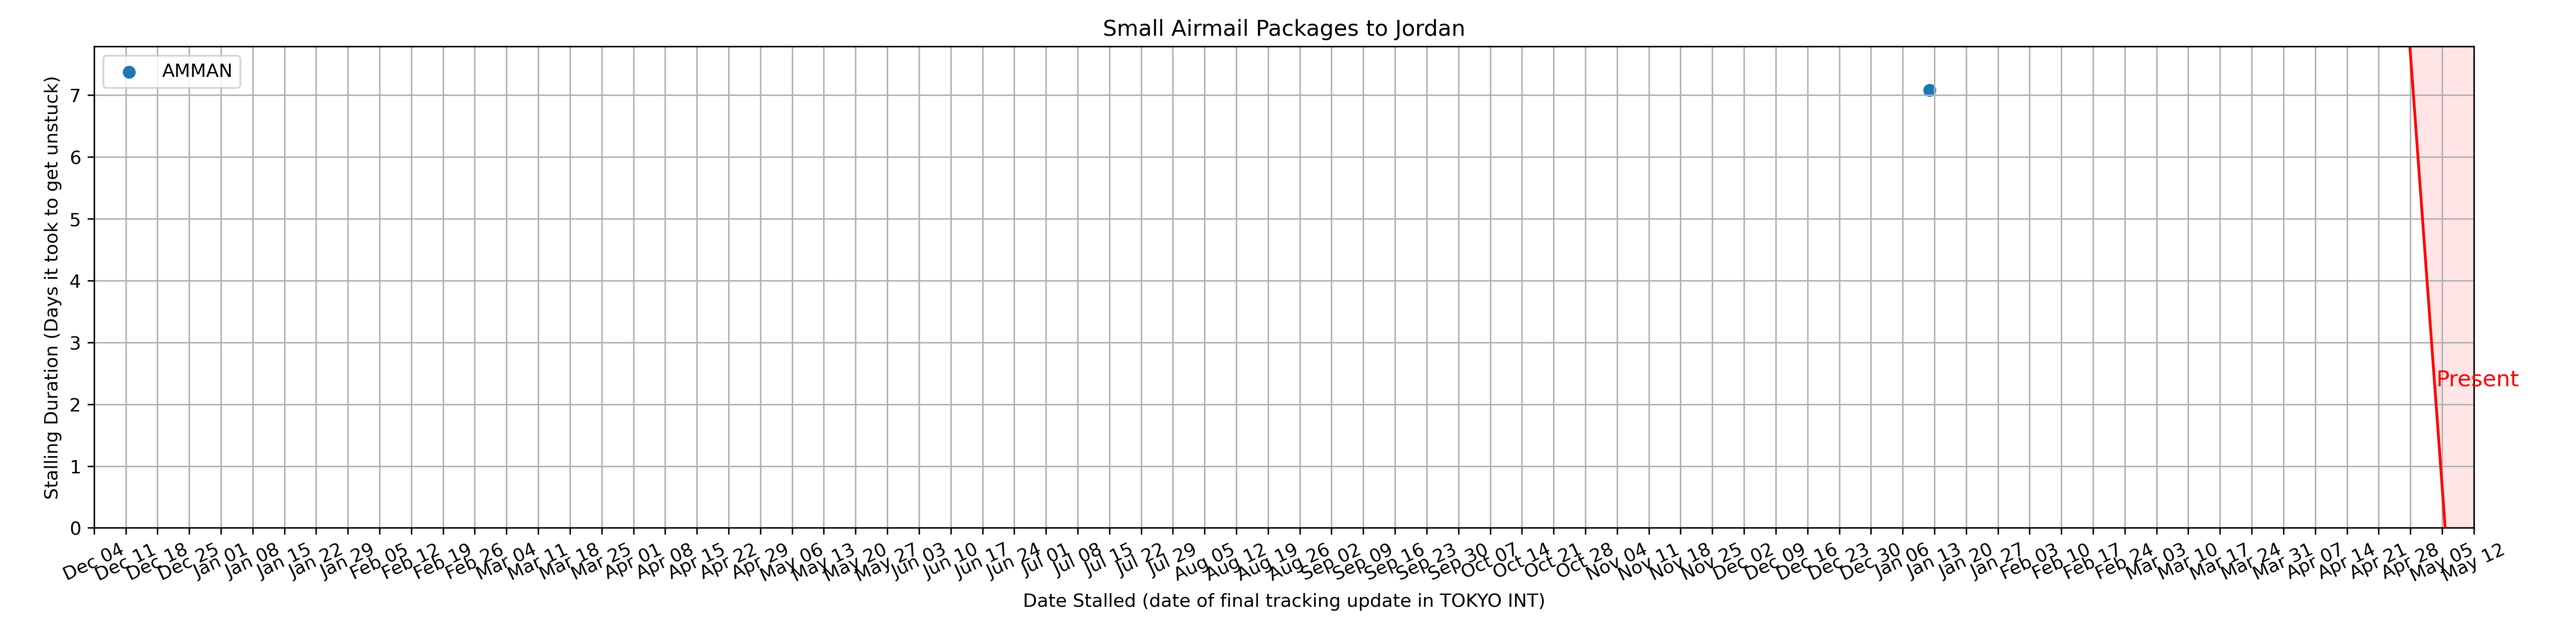 Small Airmail Packages to Jordan
AMMAN
Stalling Duration (Days it took to get unstuck)
7
6
5
4
3
2
1
0
Present
Dec 04 Dec 11 Dec 18 Dec 25 Jan 01 Jan 08 Jan 15 Jan 22 Jan 29 Feb 05 Feb 12 Feb 19 Feb 26 Mar 04 Mar 11 Mar 18 Mar 25 Apr 01 Apr 08 Apr 15 Apr 22 Apr 29 May 06 May 13 May 20 May 27 Jun 03 Jun 10 Jun 17 Jun 24 Jul 01 Jul 08 Jul 15 Jul 22 Jul 29 Aug 05 Aug 12 Aug 19 Aug 26 Sep 02 Sep 09 Sep 16 Sep 23 Sep 30 Oct 07 Oct 14 Oct 21 Oct 28 Nov 04 Nov 11 Nov 18 Nov 25 Dec 02 Dec 09 Dec 16 Dec 23 Dec 30 Jan 06 Jan 13 Jan 20 Jan 27 Feb 03 Feb 10 Feb 17 Feb 24 Mar 03 Mar 10 Mar 17 Mar 24 Mar 31 Apr 07 Apr 14 Apr 21 Apr 28 May 05 May 12
Date Stalled (date of final tracking update in TOKYO INT)